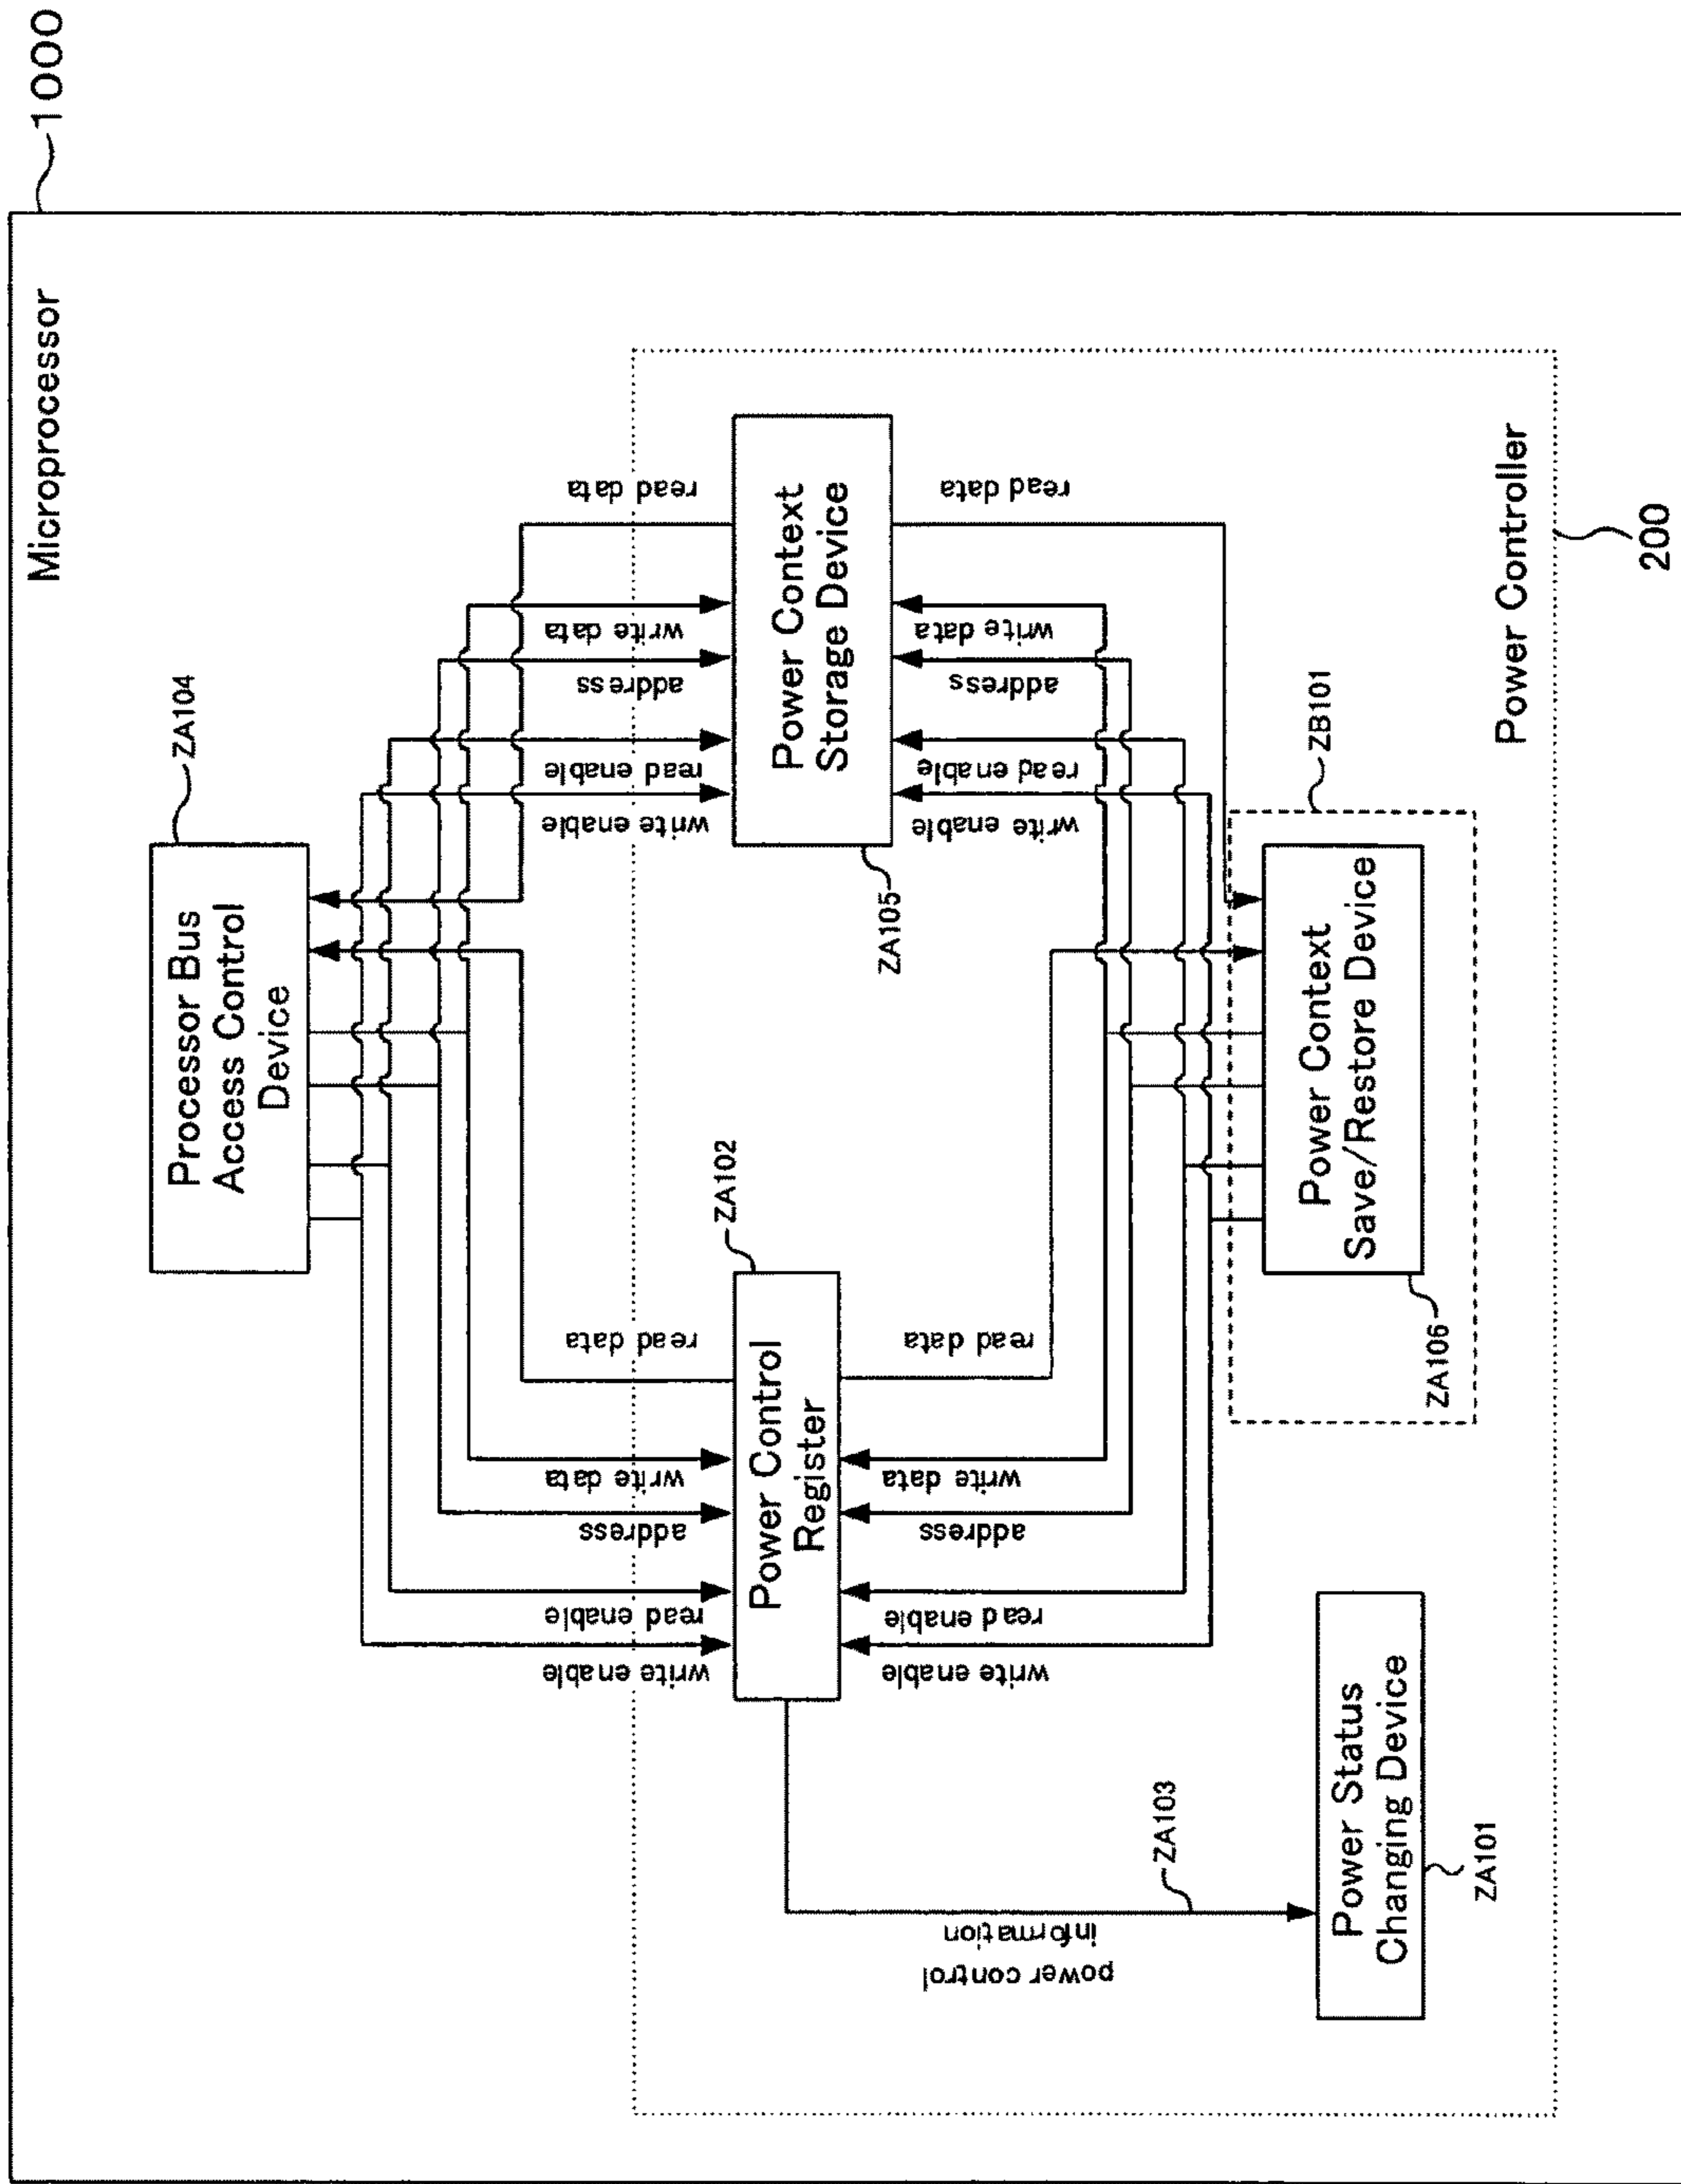 1000
Microprocessor
ZA104
Processor Bus
Access Control
Device
write enable
read enable
address
write data
read data
write enable
read enable
address
write data
read data
ZA102
Power Control
Register
Power Context
Storage Device
ZA105
write enable
read enable
address
write data
read data
write enable
read enable
address
write data
read data
power control
information
ZA103
ZB101
Power Status
Changing Device
ZA101
Power Context
Save/Restore Device
ZA106
Power Controller
200